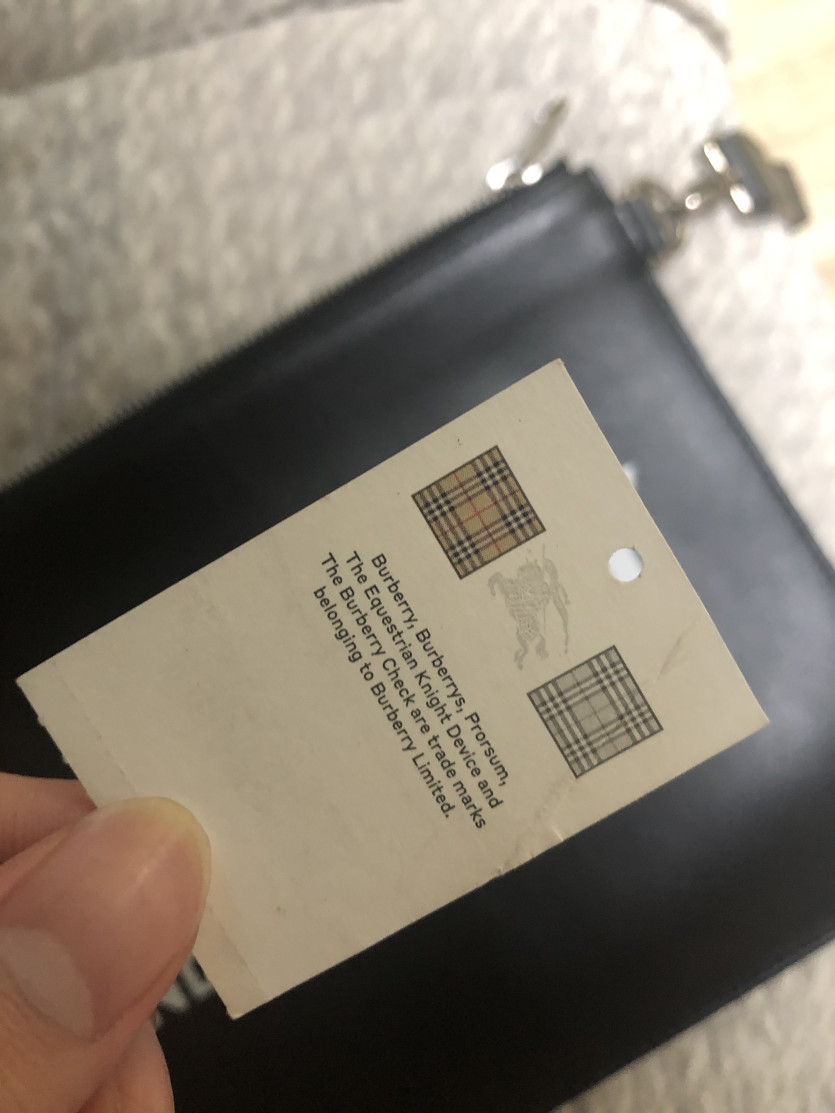 Burberry, Burberrys, Prorsum,
The Equestrian Knight Device and
The Burberry Check are trade marks
belonging to Burberry Limited.